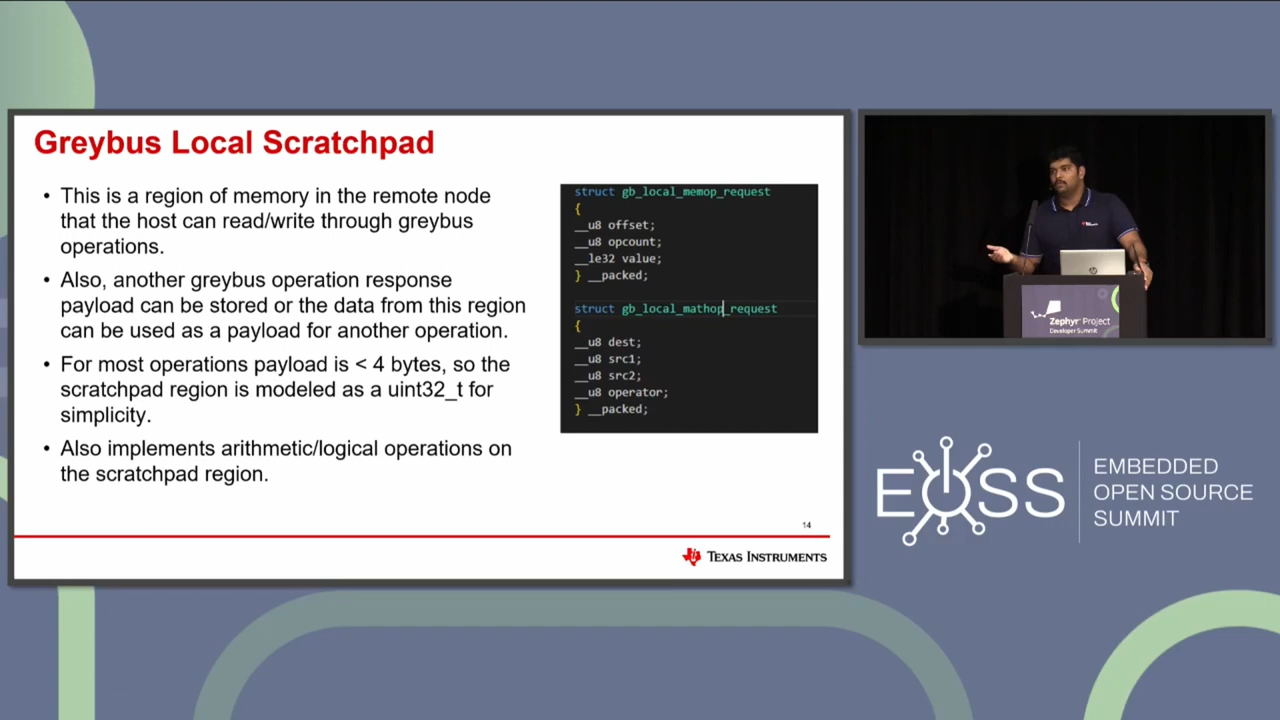 Greybus Local Scratchpad
• This is a region of memory in the remote node
that the host can read/write through greybus
operations.
• Also, another greybus operation response
payload can be stored or the data from this region
can be used as a payload for another operation.
• For most operations payload is < 4 bytes, so the
scratchpad region is modeled as a uint32_t for
simplicity.
• Also implements arithmetic/logical operations on
the scratchpad region.
struct gb_local_memop_request
{
__u8 offset;
__u8 opcount;
__le32 value;
} __packed;
struct gb_local_mathop_request
{
__u8 dest;
__u8 src1;
__u8 src2;
__u8 operator;
} __packed;
14
TEXAS INSTRUMENTS
hp
Zephyr Project
Developer Summit
EOSS
EMBEDDED
OPEN SOURCE
SUMMIT